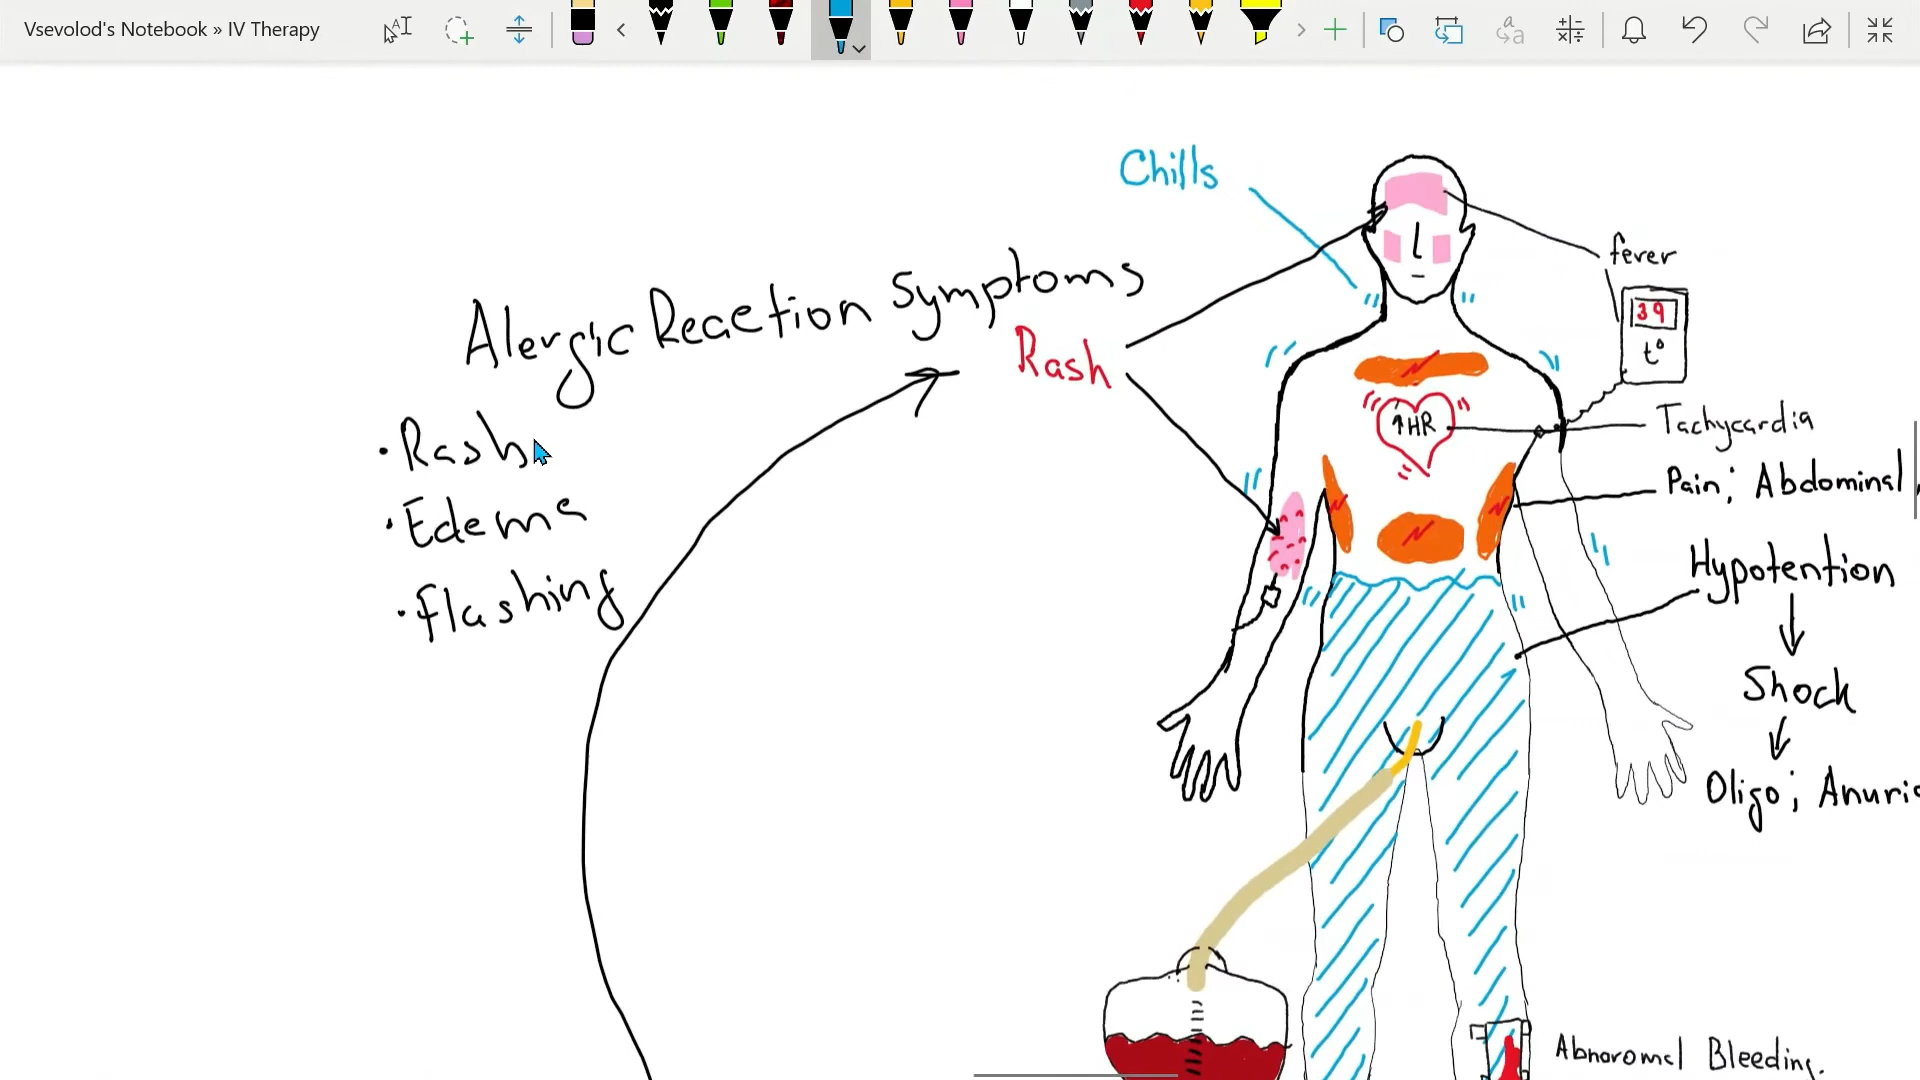 Vsevolod's Notebook » IV Therapy
Chills
fever
39
t°
Alergic Reaction Symptoms
Rash
↑HR
Tachycardia
• Rash
Pain; Abdominal
• Edema
Hypotention
• flashing
Shock
Oligo; Anuri
Abnoromal Bleeding.